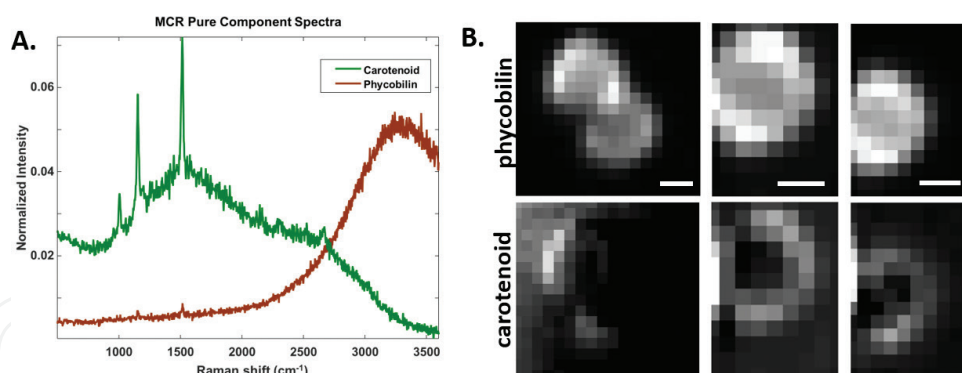 A.
MCR Pure Component Spectra
Carotenoid
Phycobilin
Normalized Intensity
0.06
0.04
0.02
1000
1500
2000
2500
3000
3500
Raman shift (cm⁻¹)
B.
phycobilin
carotenoid